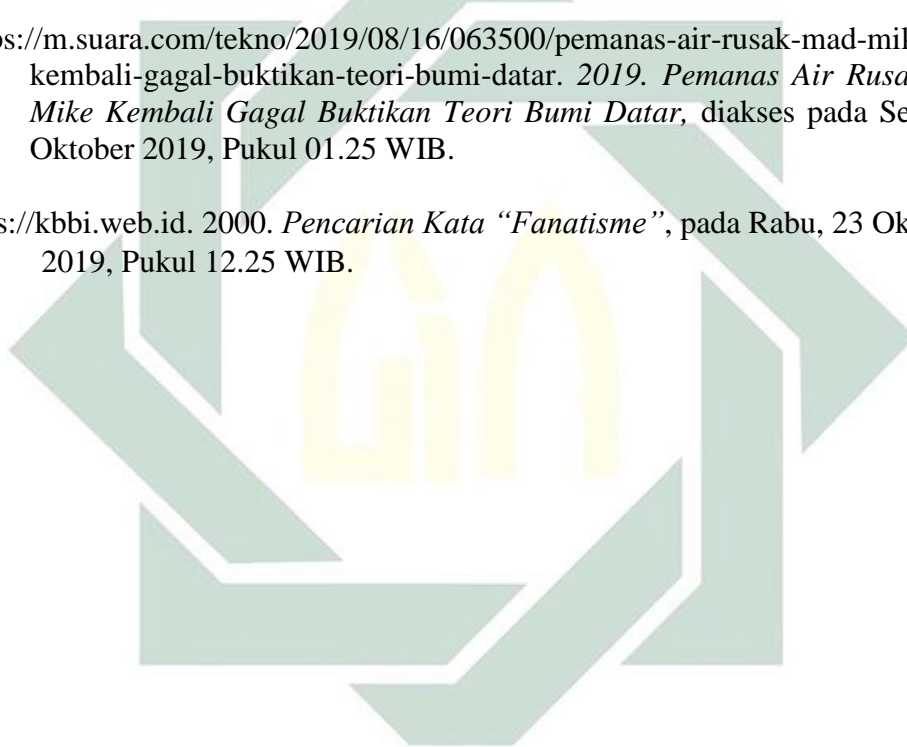 ps://m.suara.com/tekno/2019/08/16/063500/pemanas-air-rusak-mad-mik
kembali-gagal-buktikan-teori-bumi-datar. 2019. Pemanas Air Rusa
Mike Kembali Gagal Buktikan Teori Bumi Datar, diakses pada Se
Oktober 2019, Pukul 01.25 WIB.
s://kbbi.web.id. 2000. Pencarian Kata “Fanatisme”, pada Rabu, 23 Ok
2019, Pukul 12.25 WIB.